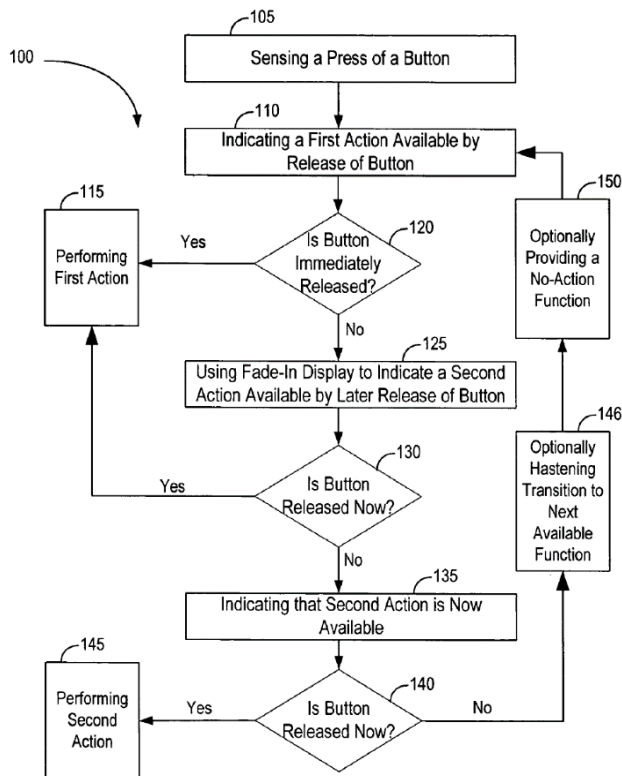 105
Sensing a Press of a Button
100
110
Indicating a First Action Available by
Release of Button
115
Performing
First Action
Yes
120
Is Button
Immediately
Released?
No
150
Optionally
Providing a
No-Action
Function
125
Using Fade-In Display to Indicate a Second
Action Available by Later Release of Button
130
Is Button
Released Now?
Yes
No
146
Optionally
Hastening
Transition to
Next
Available
Function
135
Indicating that Second Action is Now
Available
145
Performing
Second
Action
Yes
140
Is Button
Released Now?
No